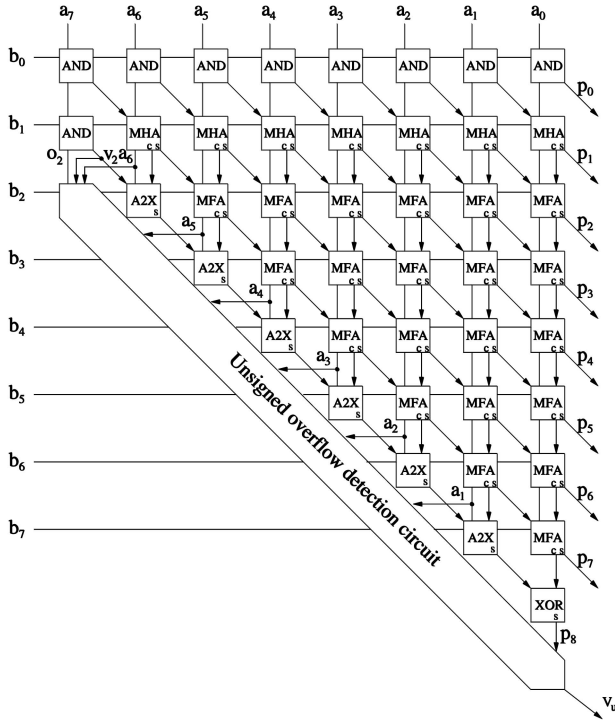 a7 a6 a5 a4 a3 a2 a1 a0
b0 AND AND AND AND AND AND AND AND
p0
b1 AND MHA c s MHA c s MHA c s MHA c s MHA c s MHA c s MHA c s
o2 v2 a6 p1
b2 A2X s MFA c s MFA c s MFA c s MFA c s MFA c s MFA c s
a5 p2
b3 A2X s MFA c s MFA c s MFA c s MFA c s MFA c s
a4 p3
b4 A2X s MFA c s MFA c s MFA c s MFA c s
a3 p4
b5 A2X s MFA c s MFA c s MFA c s
a2 p5
b6 A2X s MFA c s MFA c s
a1 p6
b7 A2X s MFA c s
p7
XOR s
p8
Unsigned overflow detection circuit
vu